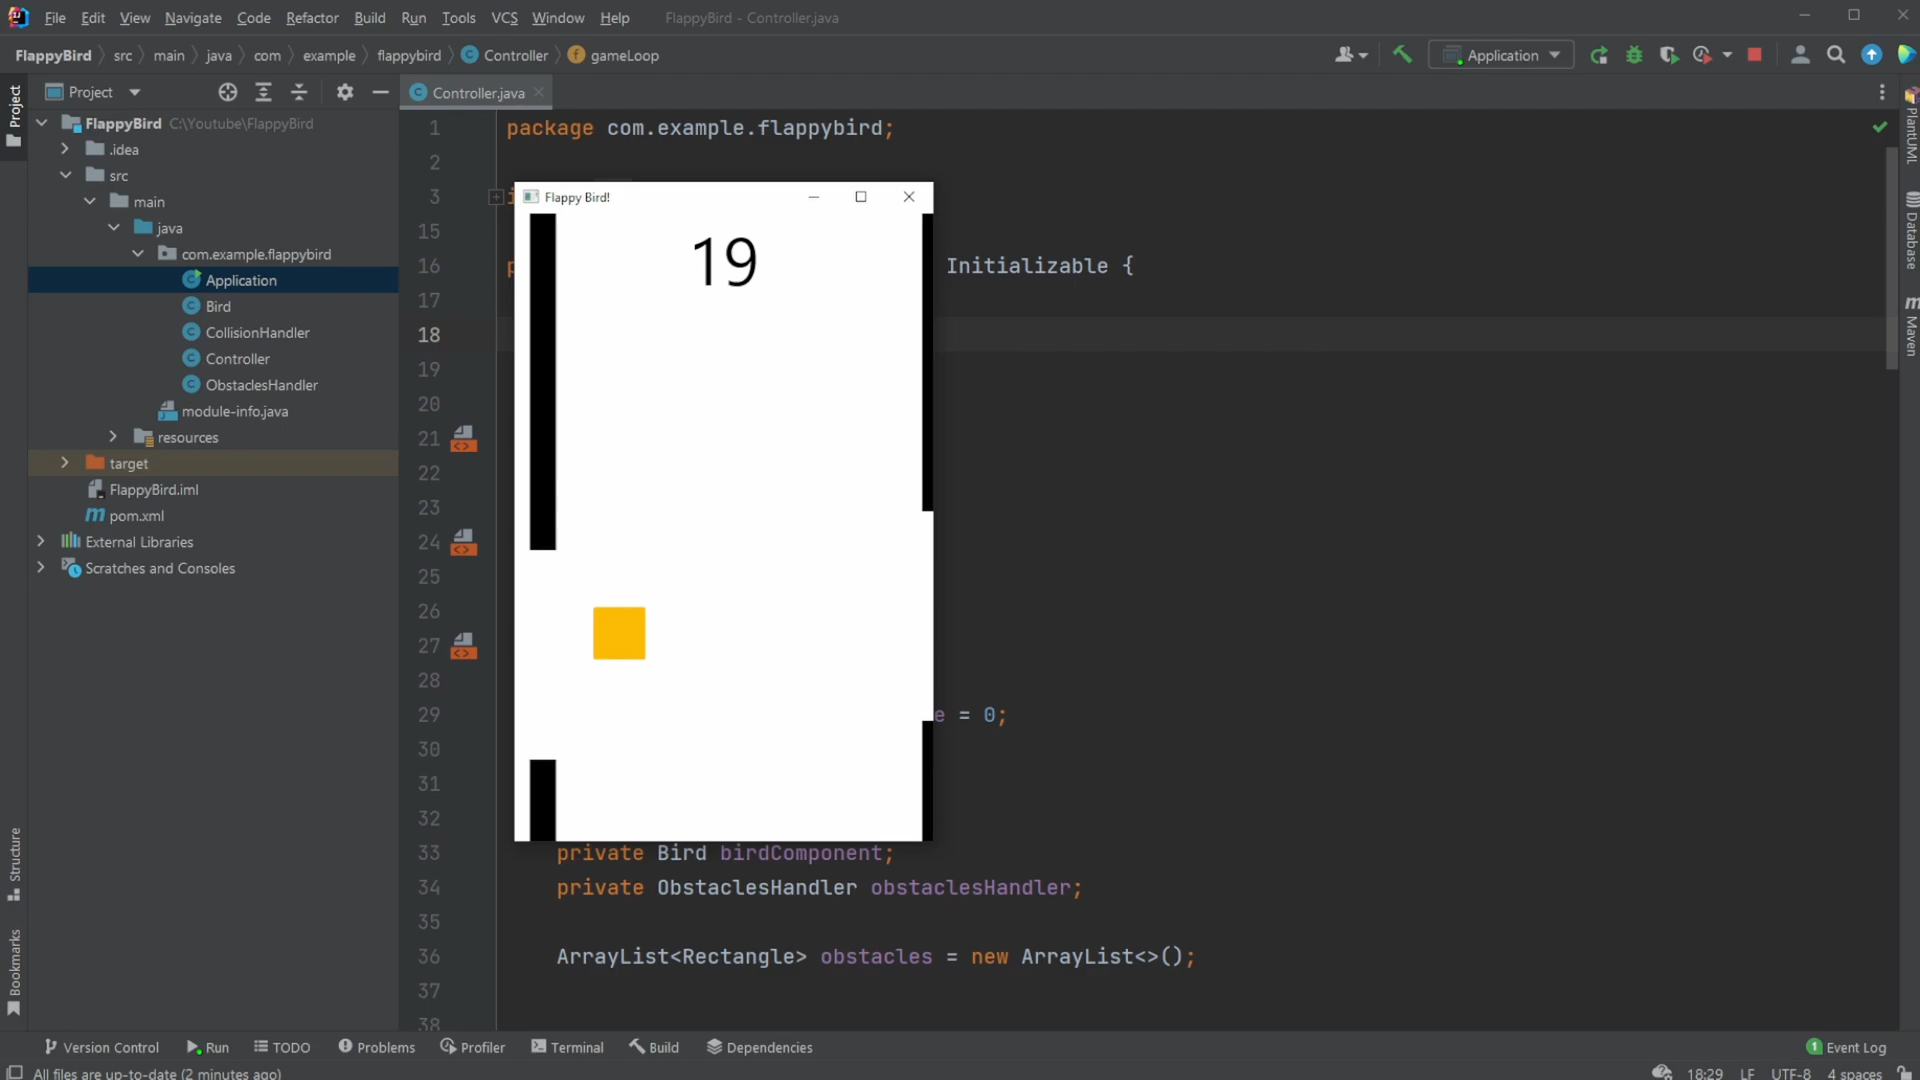 File Edit View Navigate Code Refactor Build Run Tools VCS Window Help FlappyBird - Controller.java
FlappyBird src main java com example flappybird Controller gameLoop Application
Project Controller.java
FlappyBird C:\Youtube\FlappyBird
.idea
src
main
java
com.example.flappybird
Application
Bird
CollisionHandler
Controller
ObstaclesHandler
module-info.java
resources
target
FlappyBird.iml
pom.xml
External Libraries
Scratches and Consoles
Project
Structure
Bookmarks
1 package com.example.flappybird;
2
3
15
16 Initializable {
17
18
19
20
21
22
23
24
25
26
27
28
29 e = 0;
30
31
32
33 private Bird birdComponent;
34 private ObstaclesHandler obstaclesHandler;
35
36 ArrayList<Rectangle> obstacles = new ArrayList<>();
37
38
Flappy Bird!
19
PlantUML
Database
Maven
Version Control Run TODO Problems Profiler Terminal Build Dependencies 1 Event Log
All files are up-to-date (2 minutes ago) 18:29 LF UTF-8 4 spaces